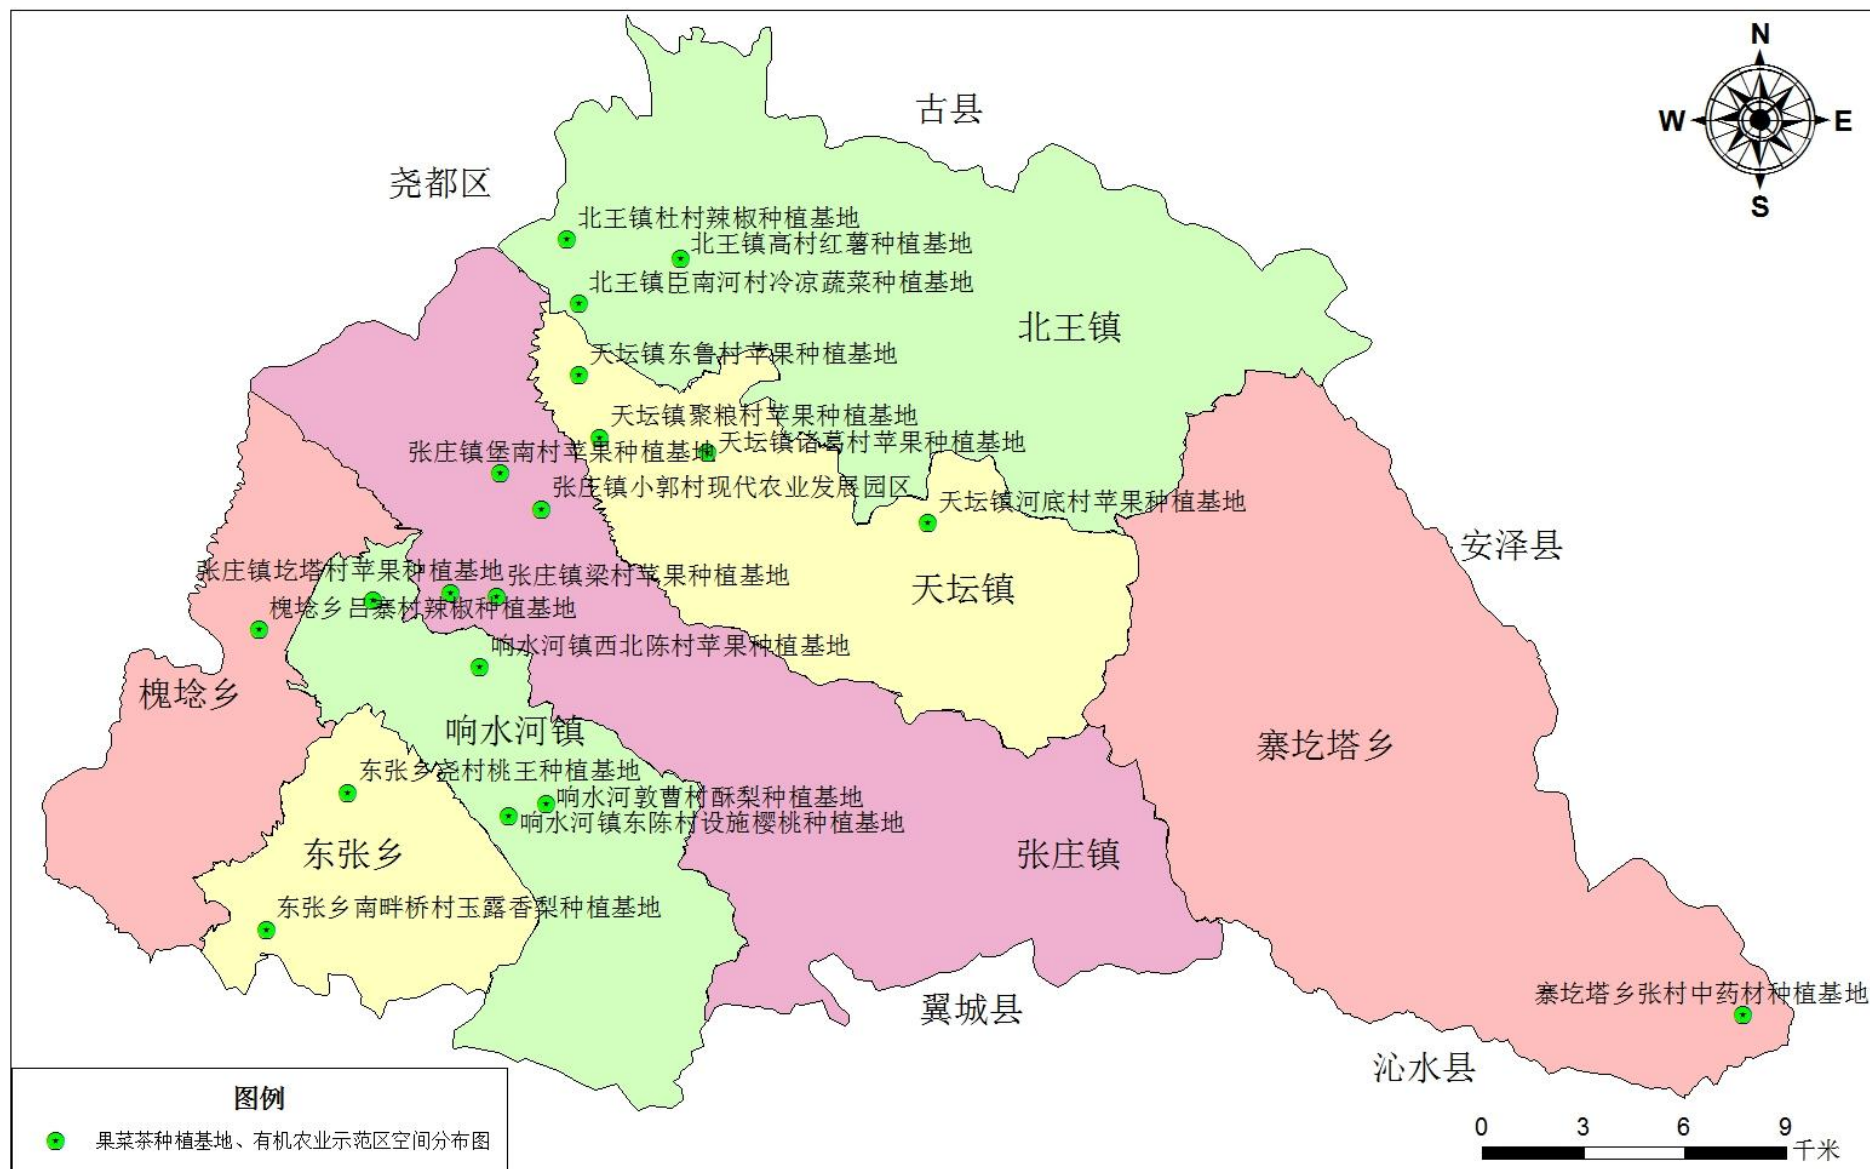 N
古县
W
E
尧都区
S
北王镇杜村辣椒种植基地
北王镇高村红薯种植基地
北王镇臣南河村冷凉蔬菜种植基地
北王镇
天坛镇东鲁村苹果种植基地
天坛镇聚粮村苹果种植基地
天坛镇诸葛村苹果种植基地
张庄镇堡南村苹果种植基地
张庄镇小郭村现代农业发展园区
天坛镇河底村苹果种植基地
安泽县
张庄镇圪塔村苹果种植基地
张庄镇梁村苹果种植基地
天坛镇
槐埝乡吕寨村辣椒种植基地
响水河镇西北陈村苹果种植基地
槐埝乡
响水河镇
寨圪塔乡
东张乡尧村桃王种植基地
响水河敦曹村酥梨种植基地
响水河镇东陈村设施樱桃种植基地
东张乡
张庄镇
东张乡南畔桥村玉露香梨种植基地
寨圪塔乡张村中药材种植基地
翼城县
沁水县
图例
果菜茶种植基地、有机农业示范区空间分布图
0 3 6 9
千米